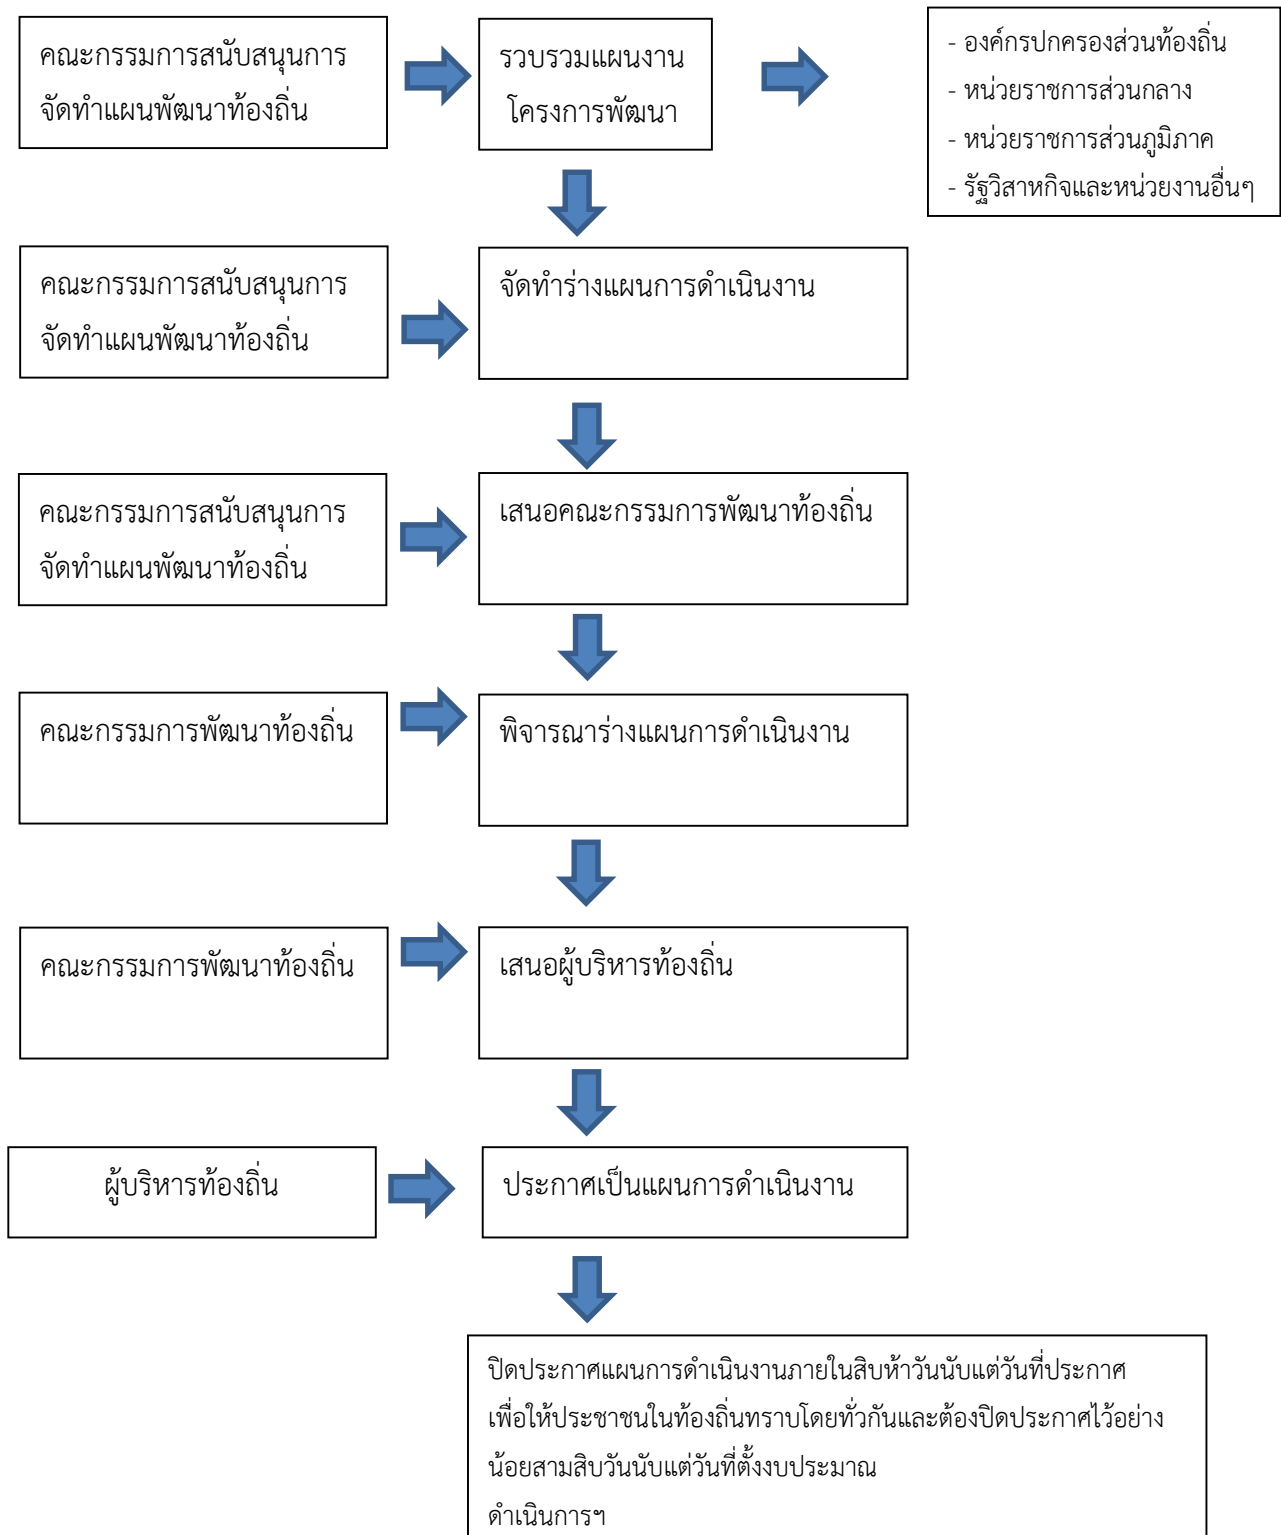 คณะกรรมการสนับสนุนการ
จัดทำแผนพัฒนาท้องถิ่น
รวบรวมแผนงาน
โครงการพัฒนา
- องค์กรปกครองส่วนท้องถิ่น
- หน่วยราชการส่วนกลาง
- หน่วยราชการส่วนภูมิภาค
- รัฐวิสาหกิจและหน่วยงานอื่นๆ
คณะกรรมการสนับสนุนการ
จัดทำแผนพัฒนาท้องถิ่น
จัดทำร่างแผนการดำเนินงาน
คณะกรรมการสนับสนุนการ
จัดทำแผนพัฒนาท้องถิ่น
เสนอคณะกรรมการพัฒนาท้องถิ่น
คณะกรรมการพัฒนาท้องถิ่น
พิจารณาร่างแผนการดำเนินงาน
คณะกรรมการพัฒนาท้องถิ่น
เสนอผู้บริหารท้องถิ่น
ผู้บริหารท้องถิ่น
ประกาศเป็นแผนการดำเนินงาน
ปิดประกาศแผนการดำเนินงานภายในสิบห้าวันนับแต่วันที่ประกาศ
เพื่อให้ประชาชนในท้องถิ่นทราบโดยทั่วกันและต้องปิดประกาศไว้อย่าง
น้อยสามสิบวันนับแต่วันที่ตั้งงบประมาณ
ดำเนินการฯ